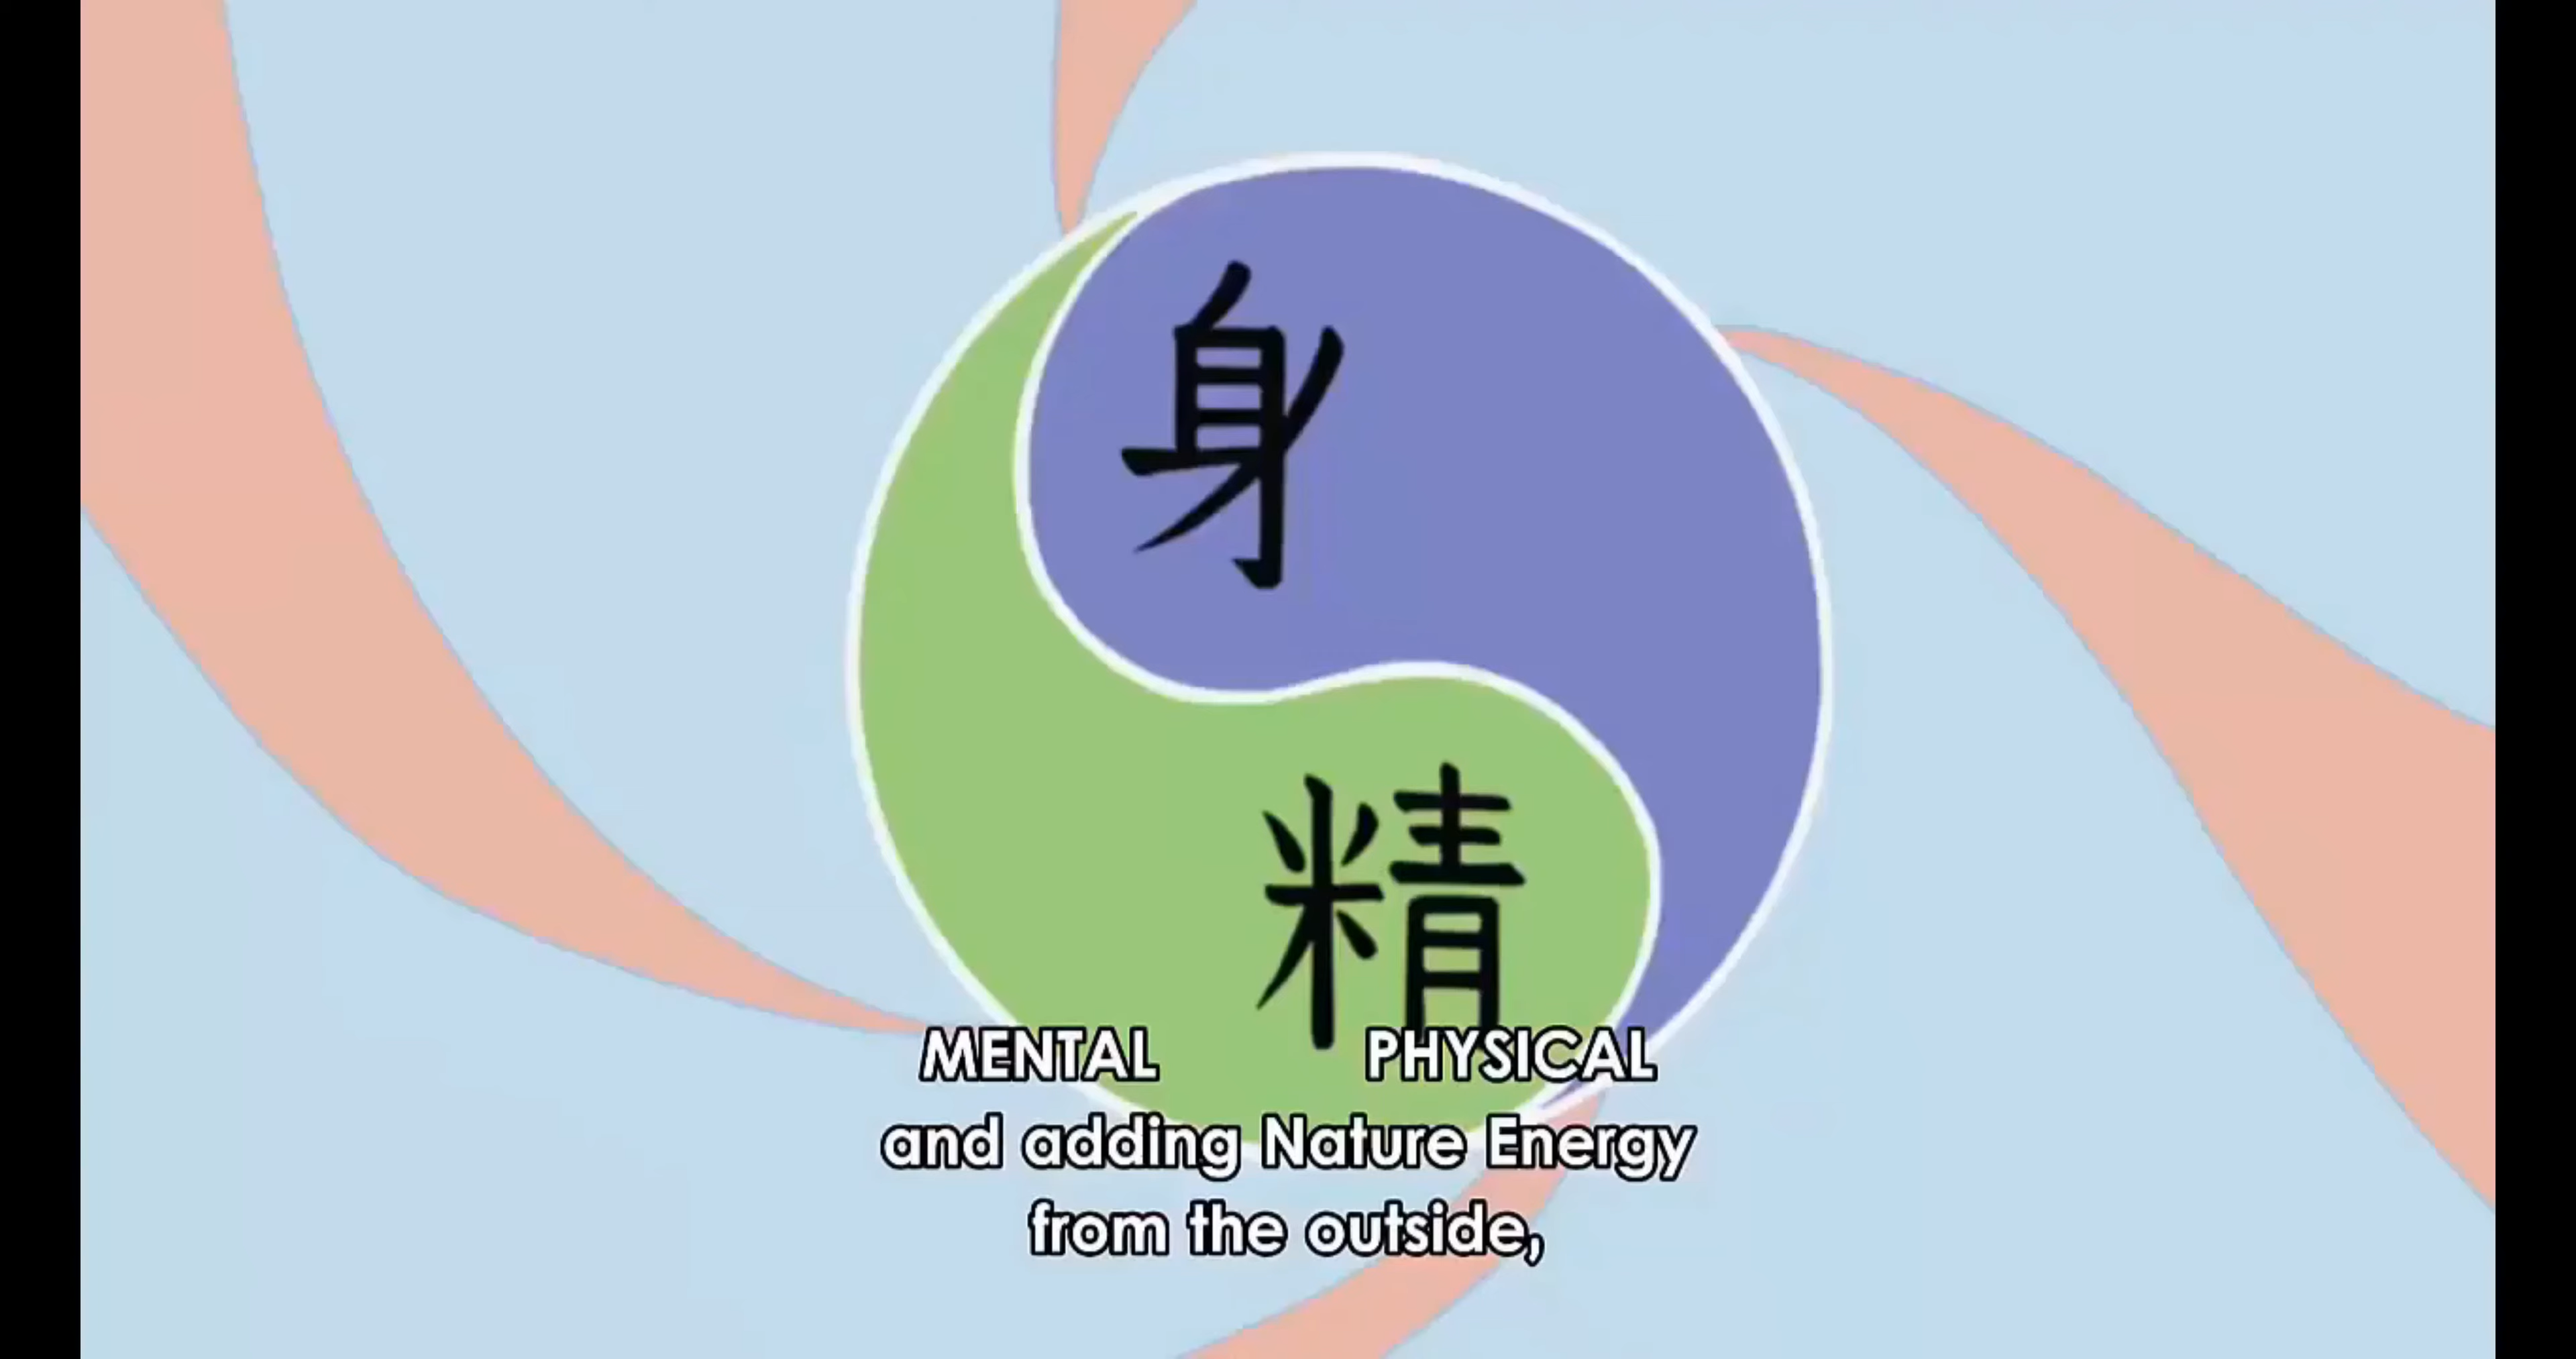 身
精
MENTAL PHYSICAL
and adding Nature Energy
from the outside,